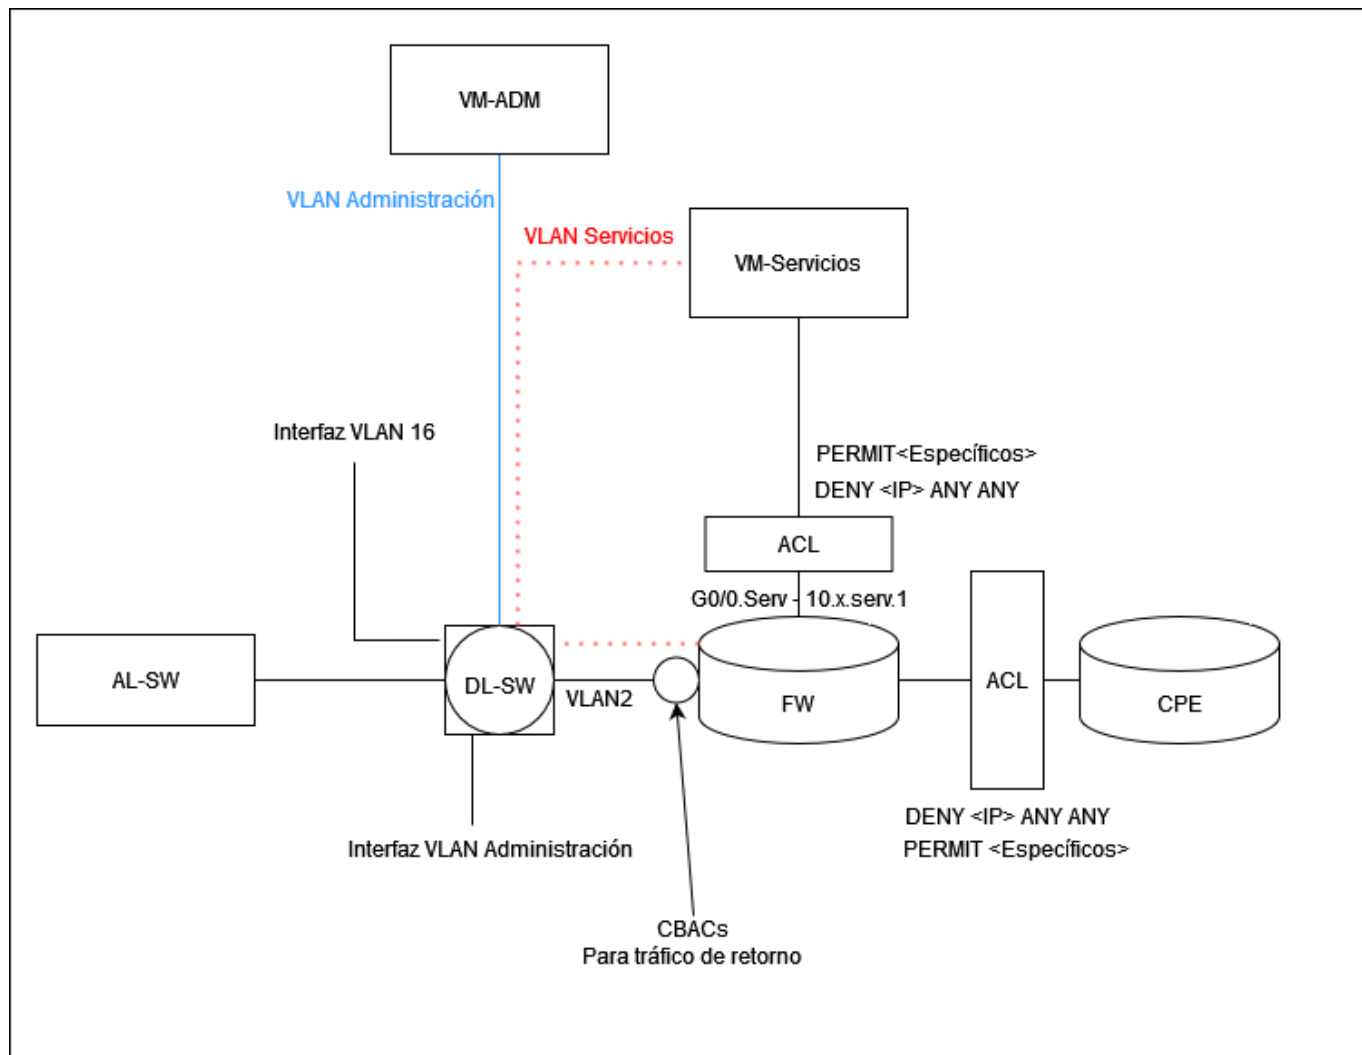 VM-ADM
VLAN Administración
VLAN Servicios
VM-Servicios
Interfaz VLAN 16
PERMIT<Específicos>
DENY <IP> ANY ANY
ACL
G0/0.Serv - 10.x.serv.1
AL-SW
DL-SW
VLAN2
FW
ACL
CPE
DENY <IP> ANY ANY
PERMIT <Específicos>
Interfaz VLAN Administración
CBACs
Para tráfico de retorno